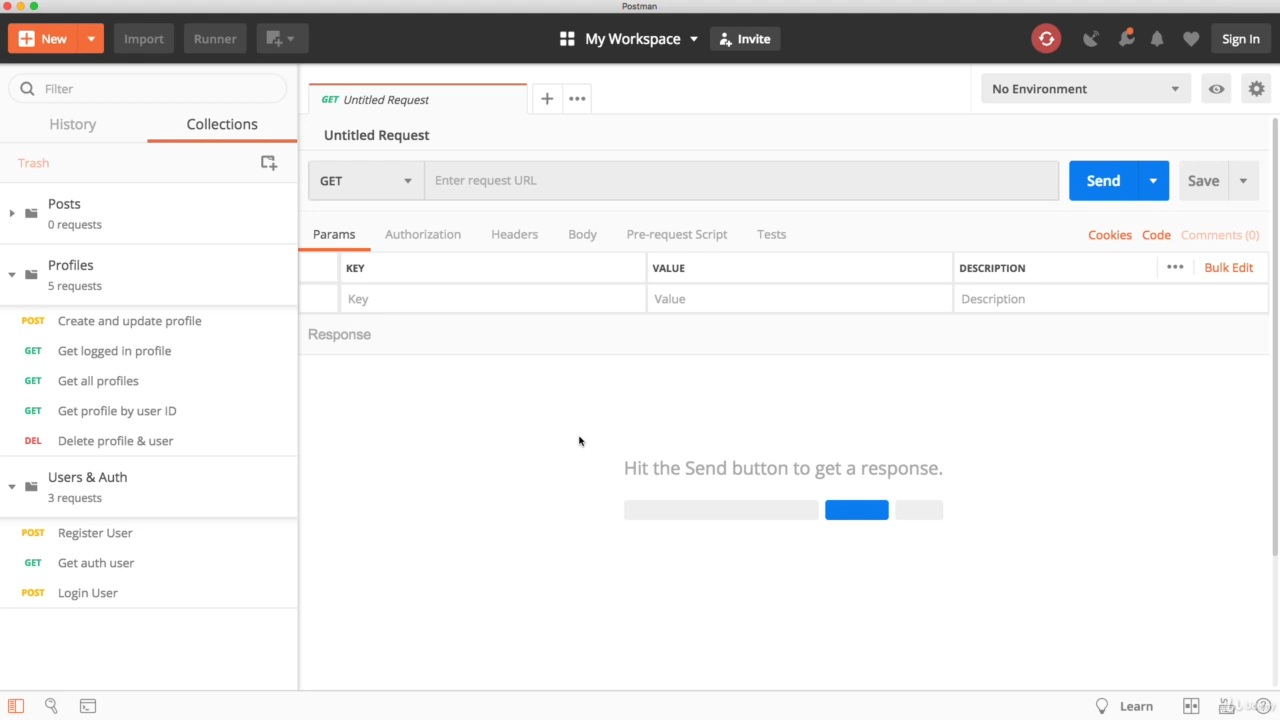 Postman
New
Import
Runner
My Workspace
Invite
Sign In
Filter
History
Collections
Trash
Posts
0 requests
Profiles
5 requests
POST Create and update profile
GET Get logged in profile
GET Get all profiles
GET Get profile by user ID
DEL Delete profile & user
Users & Auth
3 requests
POST Register User
GET Get auth user
POST Login User
GET Untitled Request
No Environment
Untitled Request
GET
Enter request URL
Send
Save
Params Authorization Headers Body Pre-request Script Tests
Cookies Code Comments (0)
KEY VALUE DESCRIPTION
Bulk Edit
Key Value Description
Response
Hit the Send button to get a response.
Learn